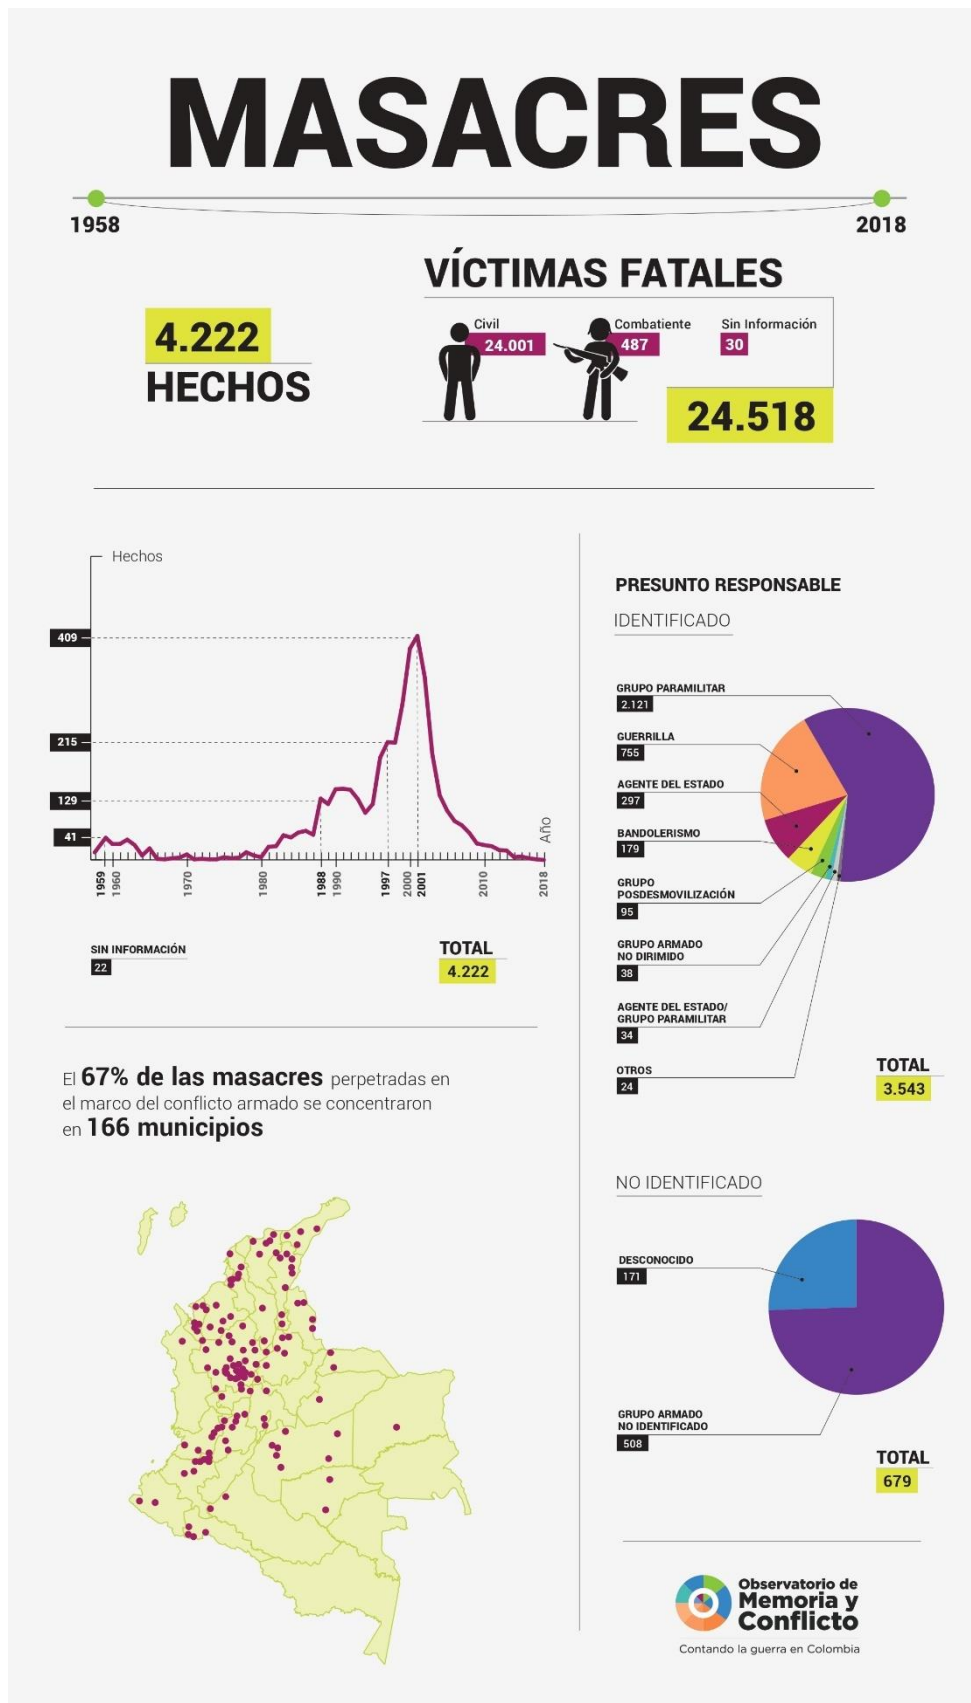 MASACRES
1958
2018
4.222
HECHOS
VÍCTIMAS FATALES
Civil
24.001
Combatiente
487
Sin Información
30
24.518
Hechos
409
215
129
41
Año
1959
1960
1970
1980
1988
1990
1997
2000
2001
2010
2018
SIN INFORMACIÓN
22
TOTAL
4.222
El 67% de las masacres perpetradas en
el marco del conflicto armado se concentraron
en 166 municipios
PRESUNTO RESPONSABLE
IDENTIFICADO
GRUPO PARAMILITAR
2.121
GUERRILLA
755
AGENTE DEL ESTADO
297
BANDOLERISMO
179
GRUPO
POSDESMOVILIZACIÓN
95
GRUPO ARMADO
NO DIRIMIDO
38
AGENTE DEL ESTADO/
GRUPO PARAMILITAR
34
OTROS
24
TOTAL
3.543
NO IDENTIFICADO
DESCONOCIDO
171
GRUPO ARMADO
NO IDENTIFICADO
508
TOTAL
679
Observatorio de
Memoria y
Conflicto
Contando la guerra en Colombia